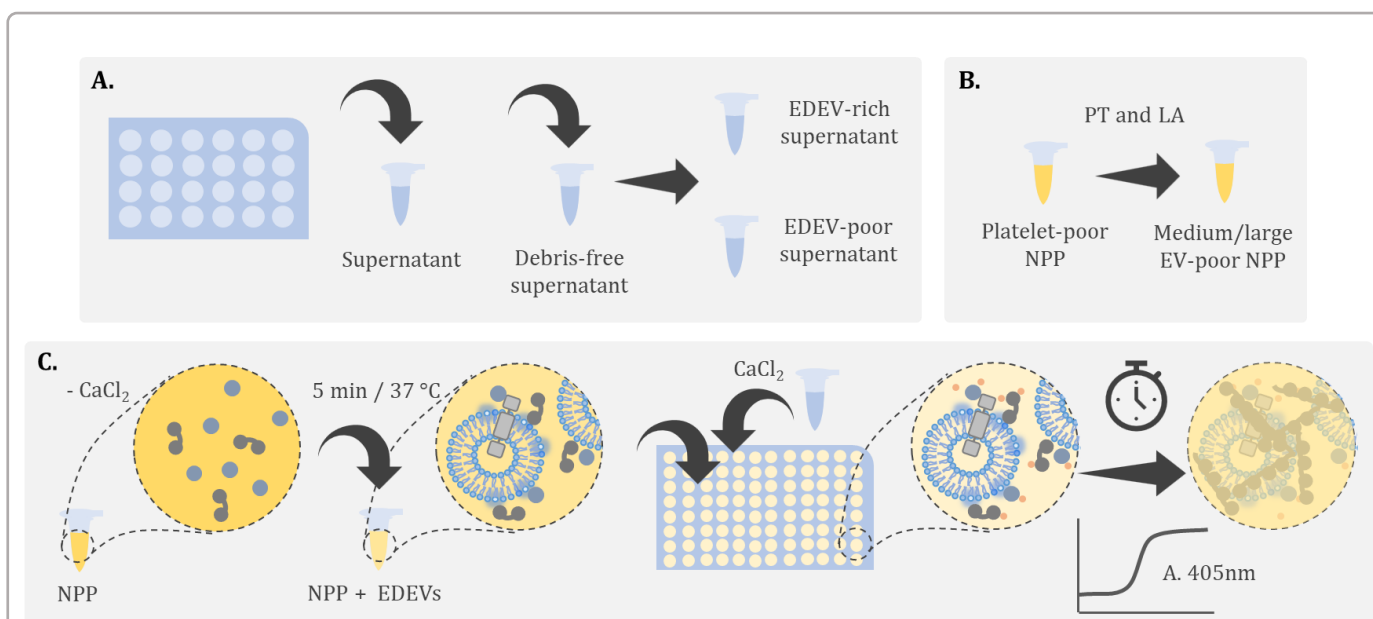 A.
Supernatant
Debris-free
supernatant
EDEV-rich
supernatant
EDEV-poor
supernatant
B.
PT and LA
Platelet-poor
NPP
Medium/large
EV-poor NPP
C.
- CaCl₂
NPP
5 min / 37 °C
NPP + EDEVs
CaCl₂
A. 405nm